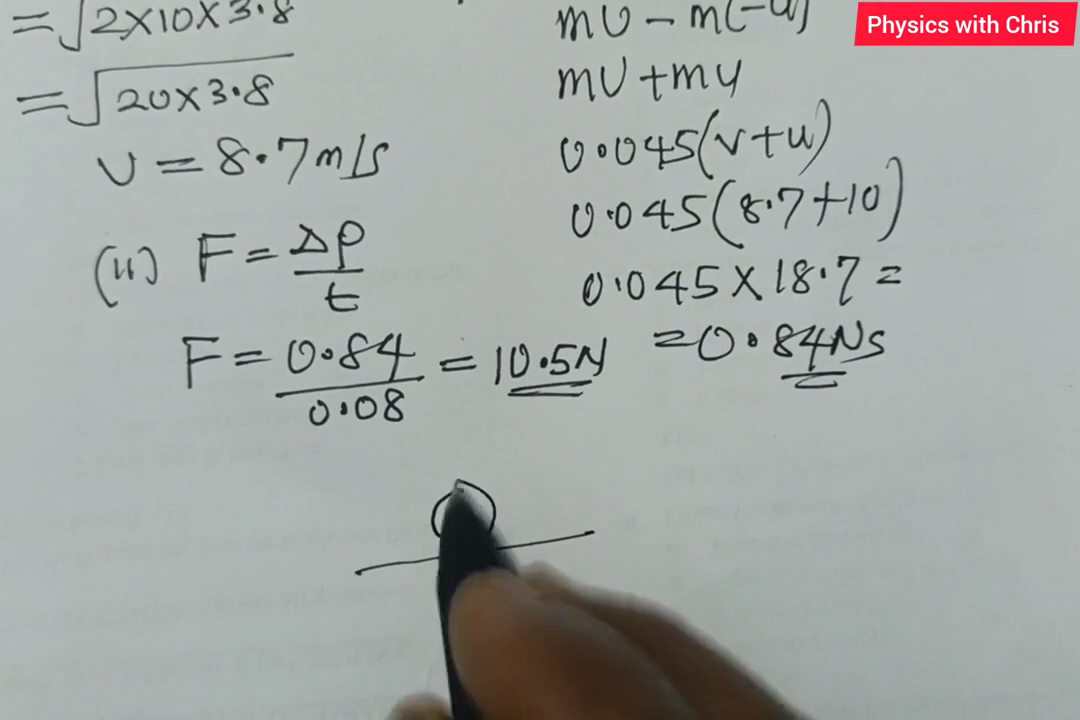 = √2×10×3.8
= √20×3.8
v = 8.7m/s
(ii) F = Δp/t
F = 0.84/0.08 = 10.5N
mv - m(-u)
mv + mu
0.045(v+u)
0.045(8.7+10)
0.045×18.7=
=0.84Ns
Physics with Chris